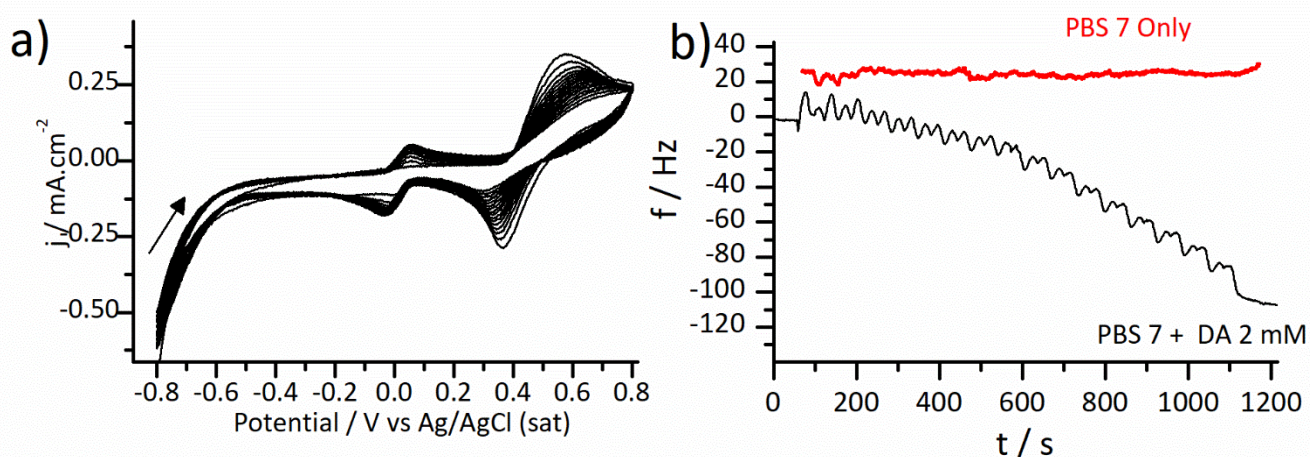 a)
0.25
0.00
-0.25
-0.50
j / mA.cm⁻²
-0.8 -0.6 -0.4 -0.2 0.0 0.2 0.4 0.6 0.8
Potential / V vs Ag/AgCl (sat)
b)
PBS 7 Only
40
20
0
-20
-40
-60
-80
-100
-120
f / Hz
PBS 7 + DA 2 mM
0 200 400 600 800 1000 1200
t / s